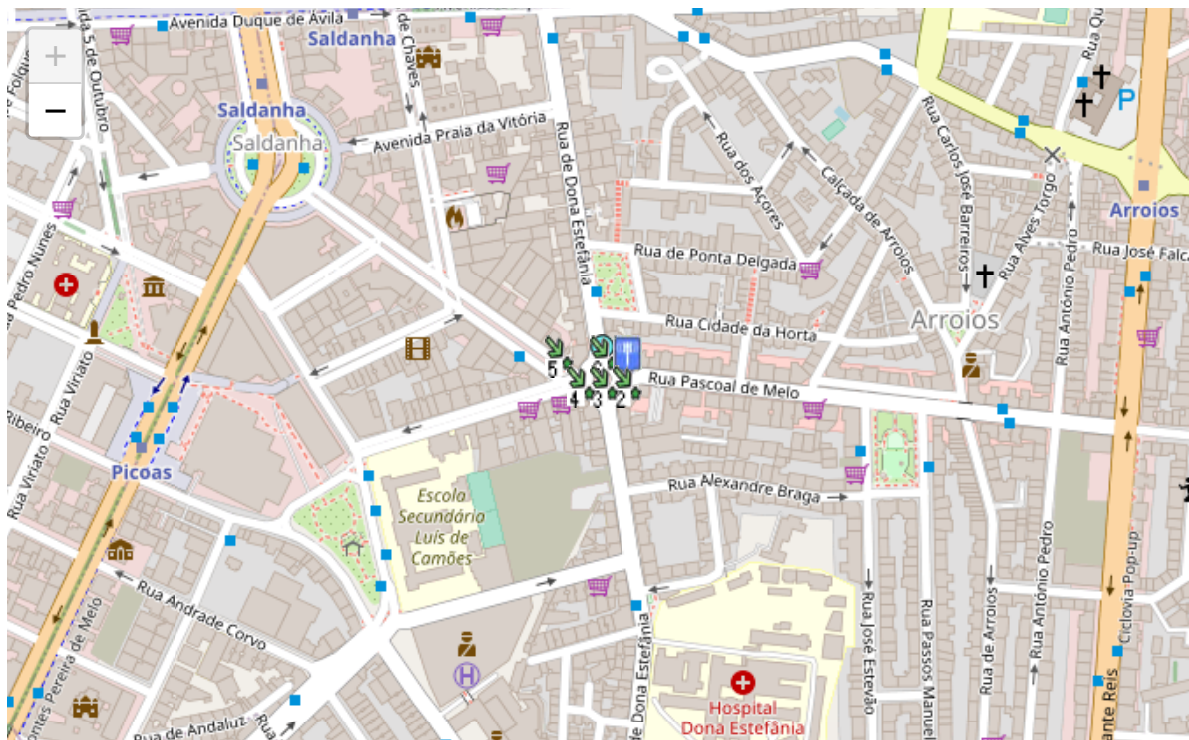 Avenida Duque de Ávila
Saldanha
de Chaves
5 de Outubro
Rua Qu
+
−
Saldanha
Saldanha
Avenida Praia da Vitória
Rua de Dona Estefânia
Rua dos Açores
Calçada de Arroios
Rua Carlos José Barreiros
Rua Alves Torgo
P
Arroios
Pedro Nunes
Rua de Ponta Delgada
Rua José Falca
Rua António Pedro
Rua Cidade da Horta
Arroios
5
4
3
2
Rua Pascoal de Melo
Rua Viriato
Ribeiro
Rua Viriato
Picoas
Escola
Secundária
Luís de
Camões
Rua Alexandre Braga
Rua Andrade Corvo
Pereira de Melo
H
Rua de Dona Estefânia
Rua José Estevão
Rua Passos Manuel
Rua de Arroios
Rua António Pedro
Ciclovia Pop-up
Hospital
Dona Estefânia
Rua de Andaluz
Rua